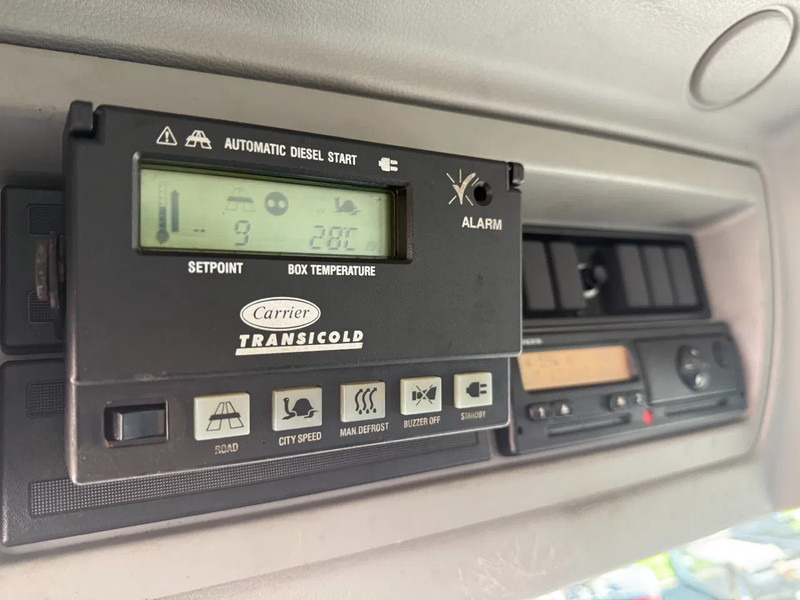 AUTOMATIC DIESEL START
-- 9 28C
ALARM
SETPOINT BOX TEMPERATURE
Carrier
TRANSICOLD
ROAD
CITY SPEED
MAN.DEFROST
BUZZER OFF
STANDBY